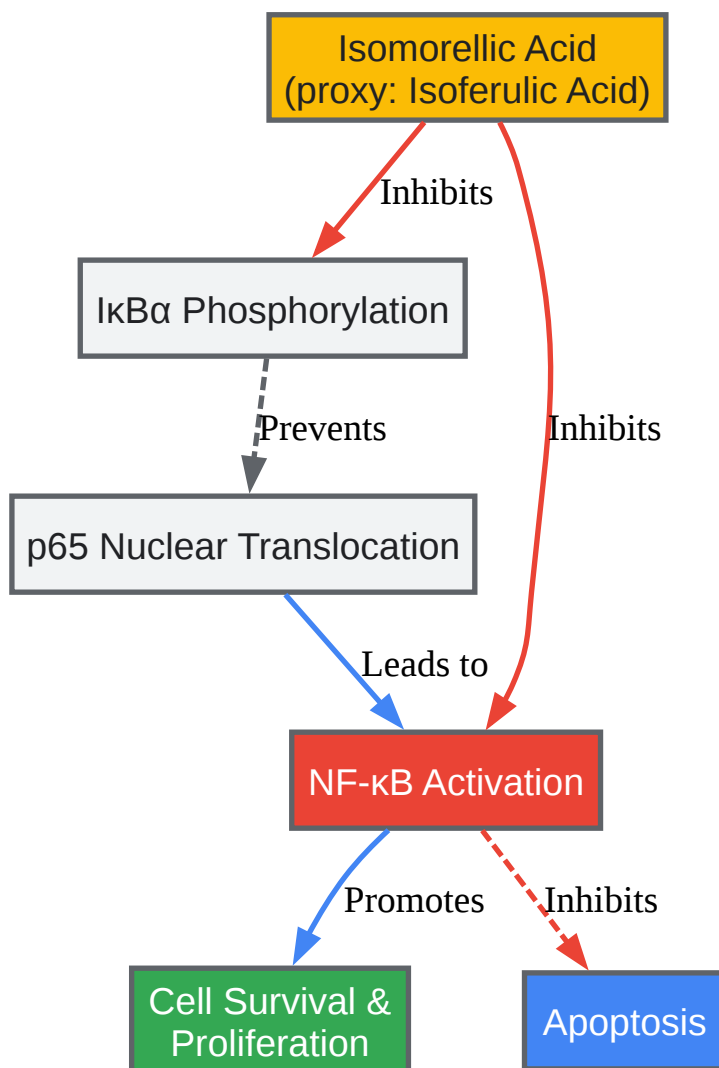 Isomorellic Acid
(proxy: Isoferulic Acid)
Inhibits
IκBα Phosphorylation
Prevents
Inhibits
p65 Nuclear Translocation
Leads to
NF-κB Activation
Promotes
Inhibits
Cell Survival &
Proliferation
Apoptosis